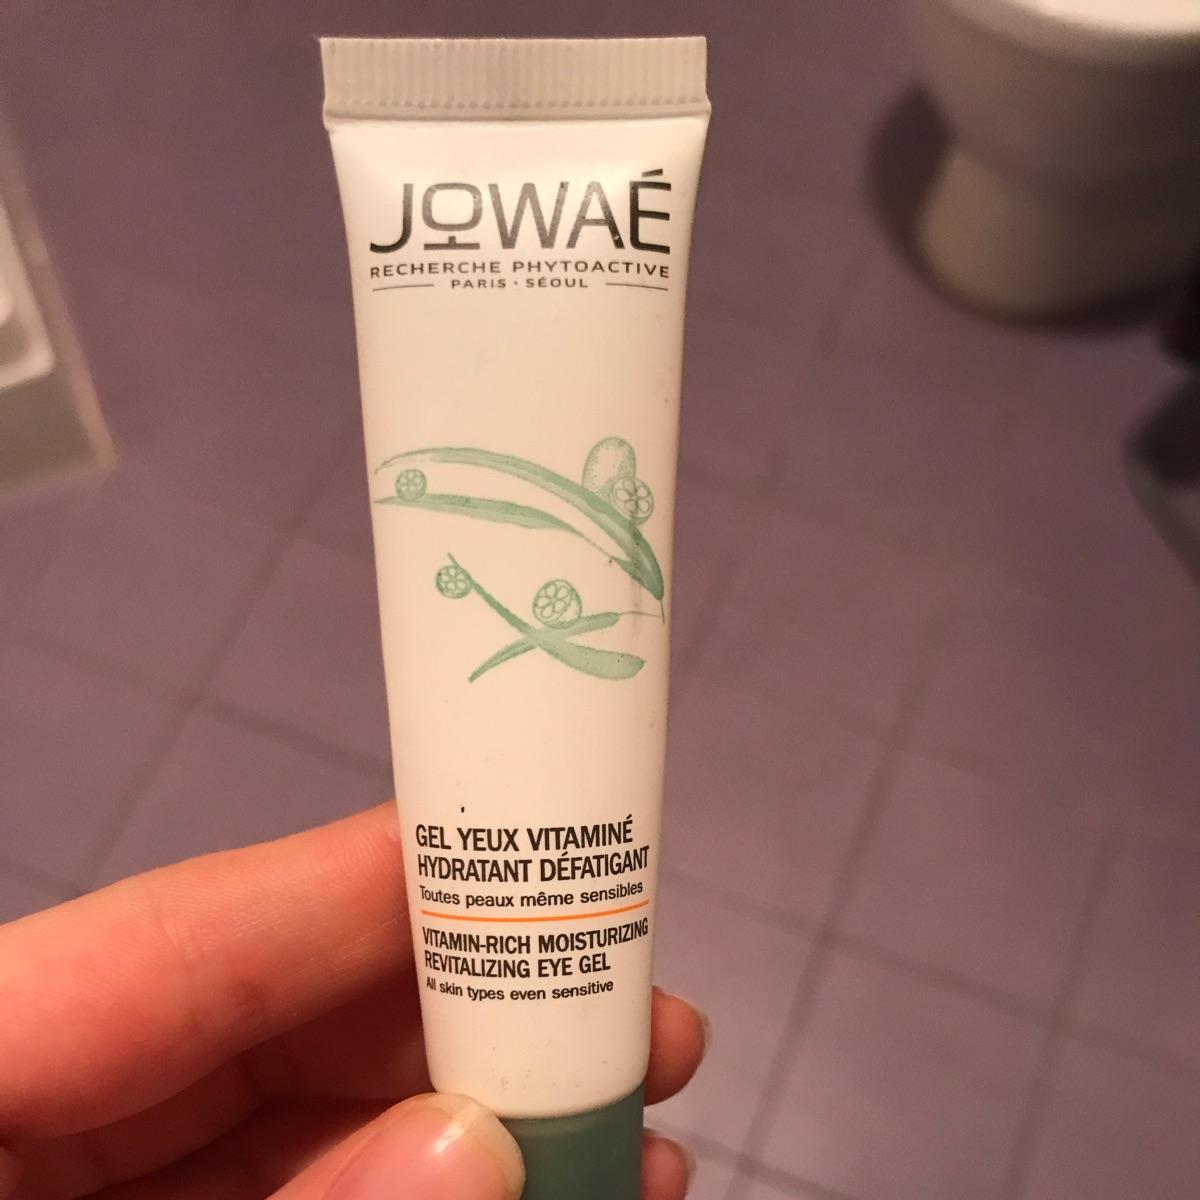 JOWAÉ
RECHERCHE PHYTOACTIVE
PARIS · SÉOUL
GEL YEUX VITAMINÉ
HYDRATANT DÉFATIGANT
Toutes peaux même sensibles
VITAMIN-RICH MOISTURIZING
REVITALIZING EYE GEL
All skin types even sensitive